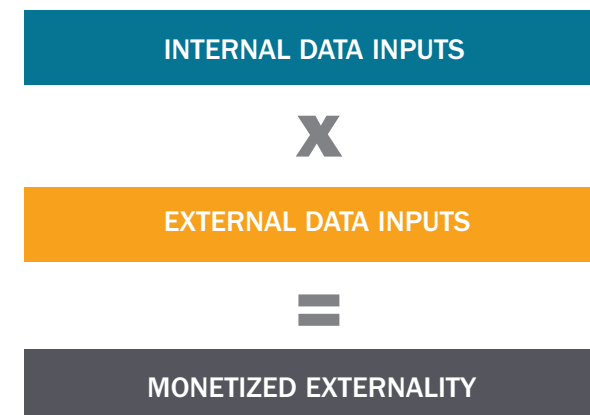 INTERNAL DATA INPUTS
X
EXTERNAL DATA INPUTS
=
MONETIZED EXTERNALITY